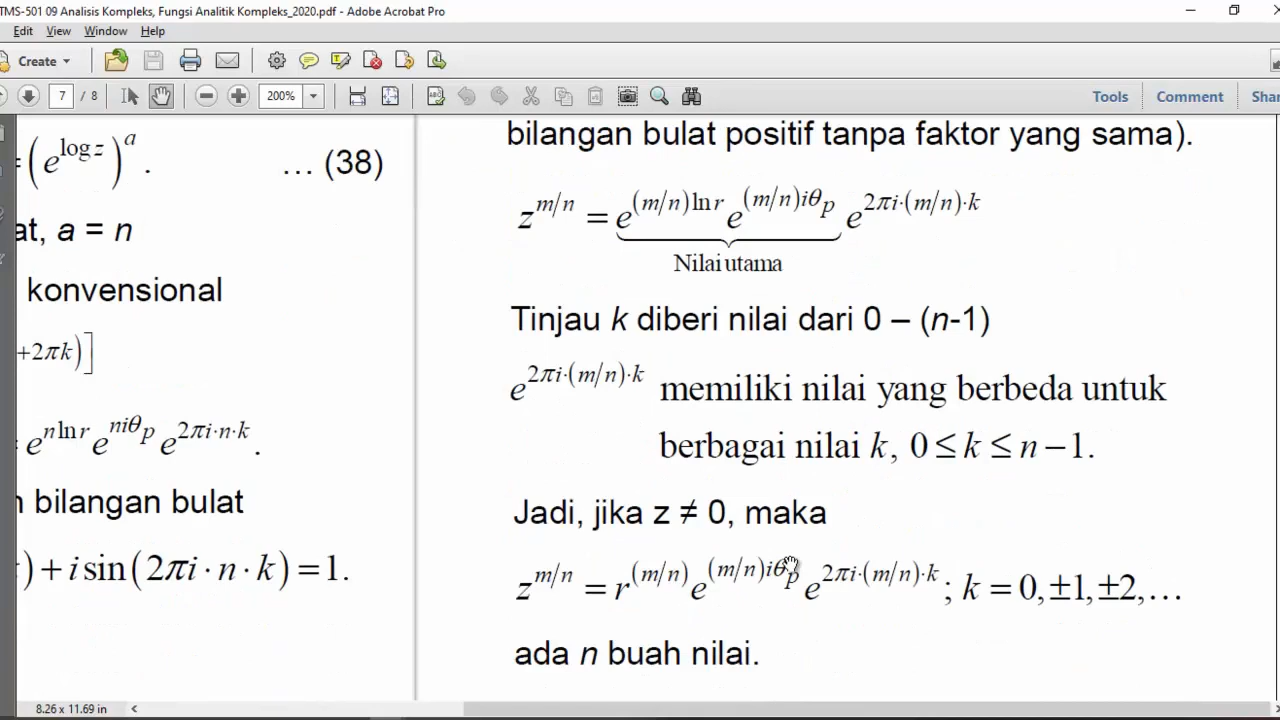 TMS-501 09 Analisis Kompleks, Fungsi Analitik Kompleks_2020.pdf - Adobe Acrobat Pro
Edit View Window Help
Create
7 / 8 200% Tools Comment Shar
= (e^{log z})^a. … (38)
at, a = n
konvensional
+2πk)]
= e^{n ln r} e^{niθ_p} e^{2πi·n·k}.
n bilangan bulat
) + i sin(2πi·n·k) = 1.
bilangan bulat positif tanpa faktor yang sama).
z^{m/n} = e^{(m/n) ln r} e^{(m/n)iθ_p} e^{2πi·(m/n)·k}
Nilai utama
Tinjau k diberi nilai dari 0 – (n-1)
e^{2πi·(m/n)·k} memiliki nilai yang berbeda untuk
berbagai nilai k, 0 ≤ k ≤ n − 1.
Jadi, jika z ≠ 0, maka
z^{m/n} = r^{(m/n)} e^{(m/n)iθ_p} e^{2πi·(m/n)·k}; k = 0, ±1, ±2, …
ada n buah nilai.
8.26 x 11.69 in